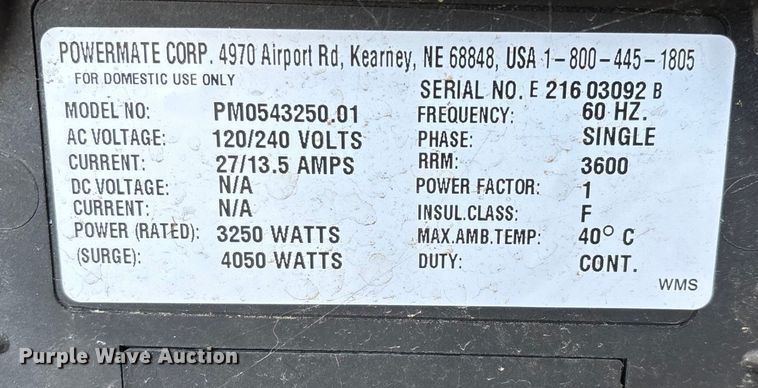 POWERMATE CORP. 4970 Airport Rd, Kearney, NE 68848, USA 1-800-445-1805
FOR DOMESTIC USE ONLY
SERIAL NO. E 216 03092 B
MODEL NO: PM0543250.01
AC VOLTAGE: 120/240 VOLTS
CURRENT: 27/13.5 AMPS
DC VOLTAGE: N/A
CURRENT: N/A
POWER (RATED): 3250 WATTS
(SURGE): 4050 WATTS
FREQUENCY: 60 HZ.
PHASE: SINGLE
RRM: 3600
POWER FACTOR: 1
INSUL.CLASS: F
MAX.AMB.TEMP: 40° C
DUTY: CONT.
WMS
Purple Wave Auction